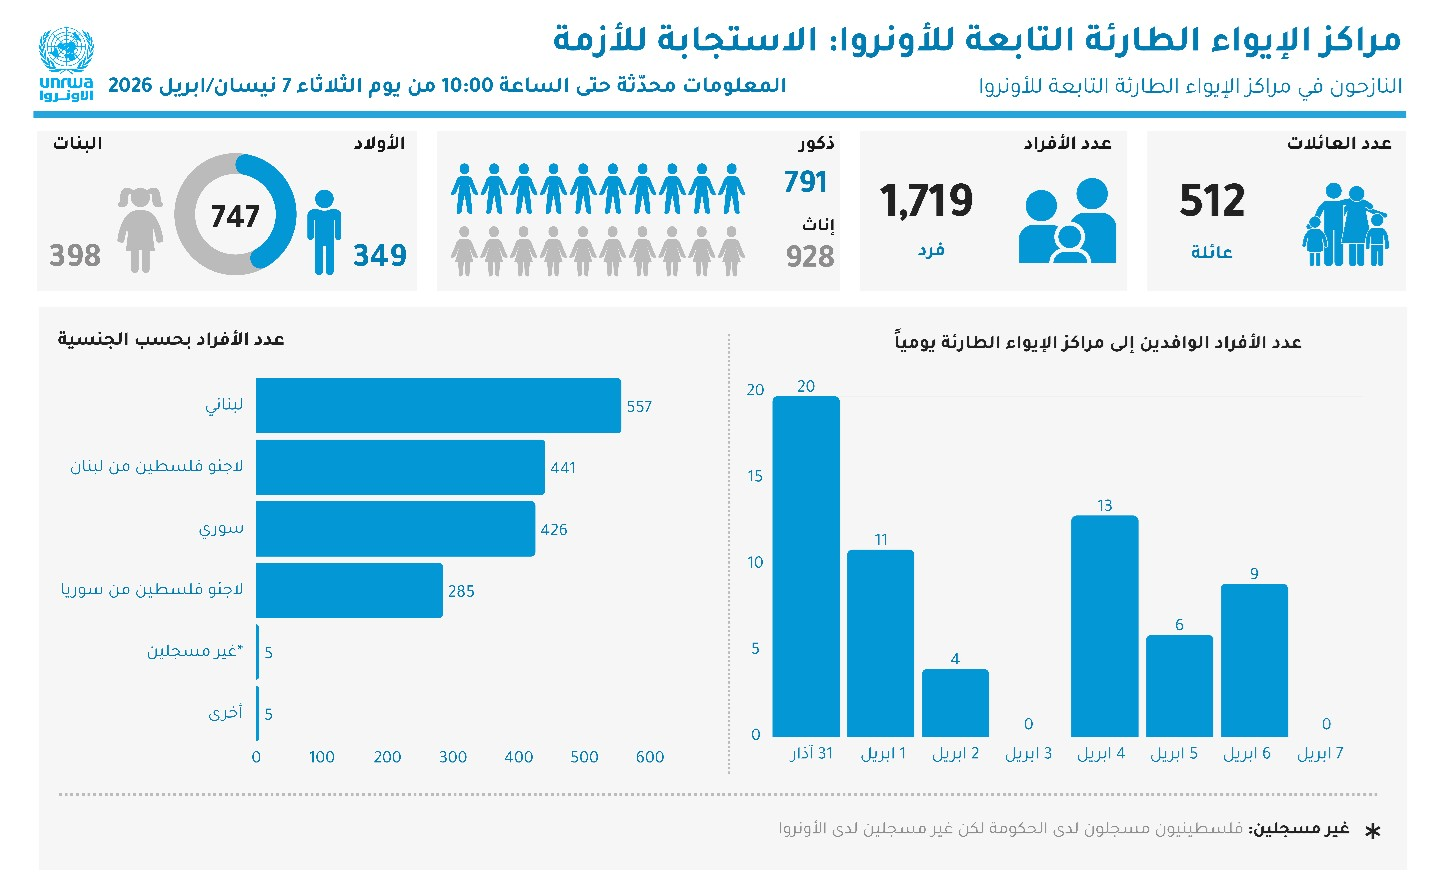 مراكز الإيواء الطارئة التابعة للأونروا: الاستجابة للأزمة
النازحون في مراكز الإيواء الطارئة التابعة للأونروا
المعلومات محدّثة حتى الساعة 10:00 من يوم الثلاثاء 7 نيسان/ابريل 2026
unrwa
الاونروا
عدد العائلات
512
عائلة
عدد الأفراد
1,719
فرد
ذكور
791
إناث
928
الأولاد
349
747
البنات
398
عدد الأفراد الوافدين إلى مراكز الإيواء الطارئة يومياً
20
15
10
5
0
20
11
4
0
13
6
9
0
31 آذار
1 ابريل
2 ابريل
3 ابريل
4 ابريل
5 ابريل
6 ابريل
7 ابريل
عدد الأفراد بحسب الجنسية
لبناني 557
لاجئو فلسطين من لبنان 441
سوري 426
لاجئو فلسطين من سوريا 285
*غير مسجلين 5
أخرى 5
0 100 200 300 400 500 600
* غير مسجلين: فلسطينيون مسجلون لدى الحكومة لكن غير مسجلين لدى الأونروا